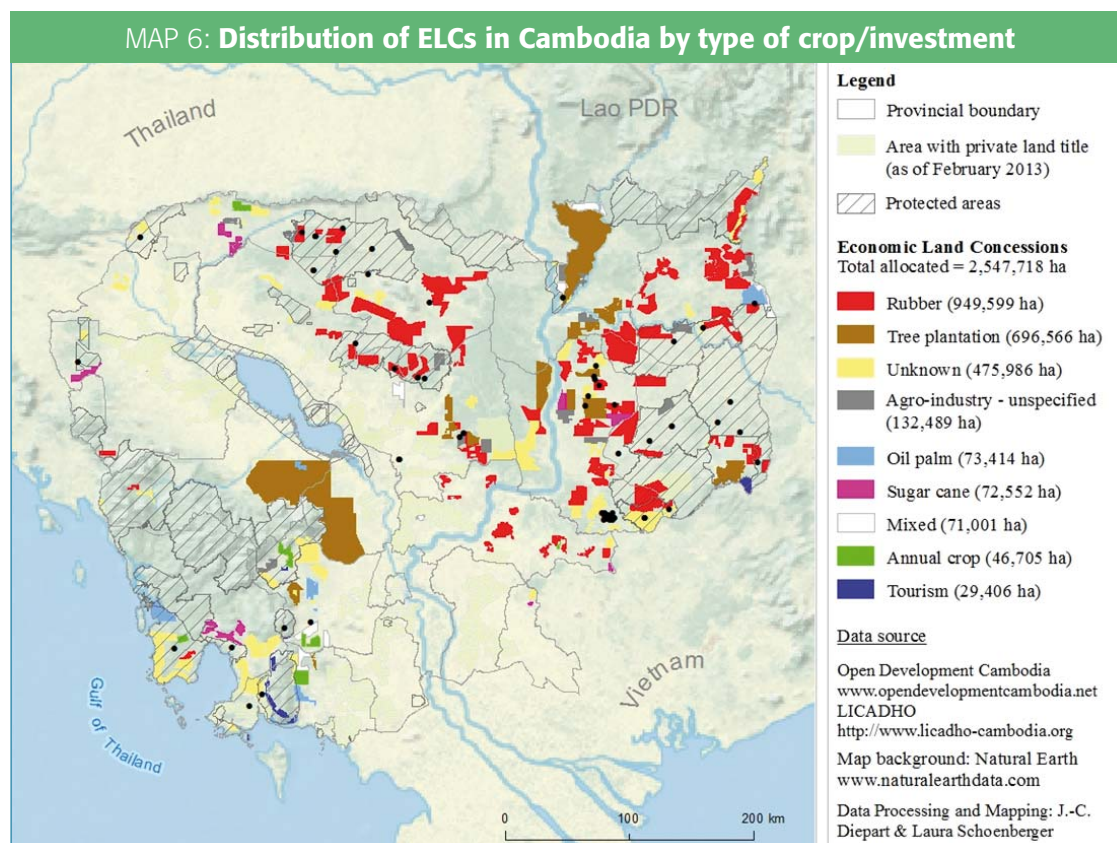 MAP 6: Distribution of ELCs in Cambodia by type of crop/investment
Thailand
Lao PDR
Vietnam
Gulf of Thailand
0 100 200 km
Legend
Provincial boundary
Area with private land title
(as of February 2013)
Protected areas
Economic Land Concessions
Total allocated = 2,547,718 ha
Rubber (949,599 ha)
Tree plantation (696,566 ha)
Unknown (475,986 ha)
Agro-industry - unspecified
(132,489 ha)
Oil palm (73,414 ha)
Sugar cane (72,552 ha)
Mixed (71,001 ha)
Annual crop (46,705 ha)
Tourism (29,406 ha)
Data source
Open Development Cambodia
www.opendevelopmentcambodia.net
LICADHO
http://www.licadho-cambodia.org
Map background: Natural Earth
www.naturalearthdata.com
Data Processing and Mapping: J.-C.
Diepart & Laura Schoenberger